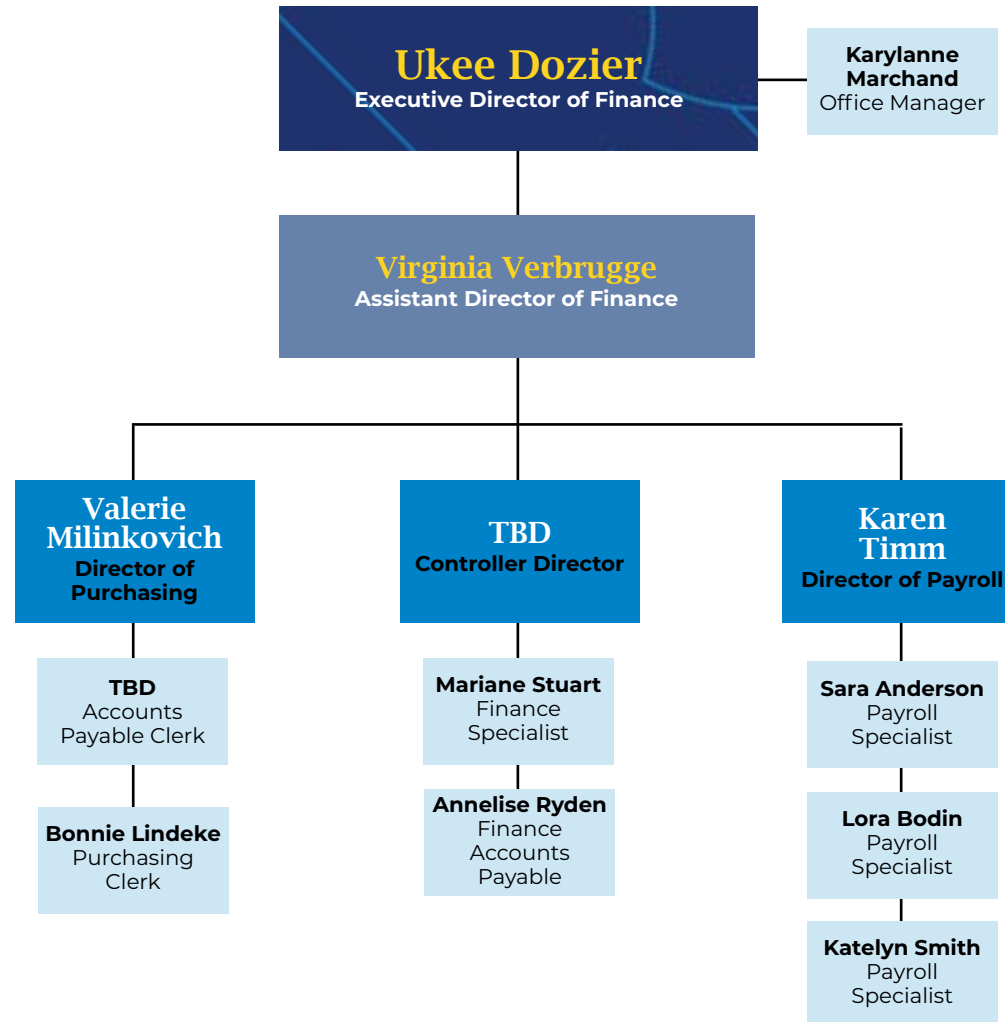 Ukee Dozier
Executive Director of Finance
Karylanne
Marchand
Office Manager
Virginia Verbrugge
Assistant Director of Finance
Valerie
Milinkovich
Director of
Purchasing
TBD
Controller Director
Karen
Timm
Director of Payroll
TBD
Accounts
Payable Clerk
Mariane Stuart
Finance
Specialist
Sara Anderson
Payroll
Specialist
Bonnie Lindeke
Purchasing
Clerk
Annelise Ryden
Finance
Accounts
Payable
Lora Bodin
Payroll
Specialist
Katelyn Smith
Payroll
Specialist